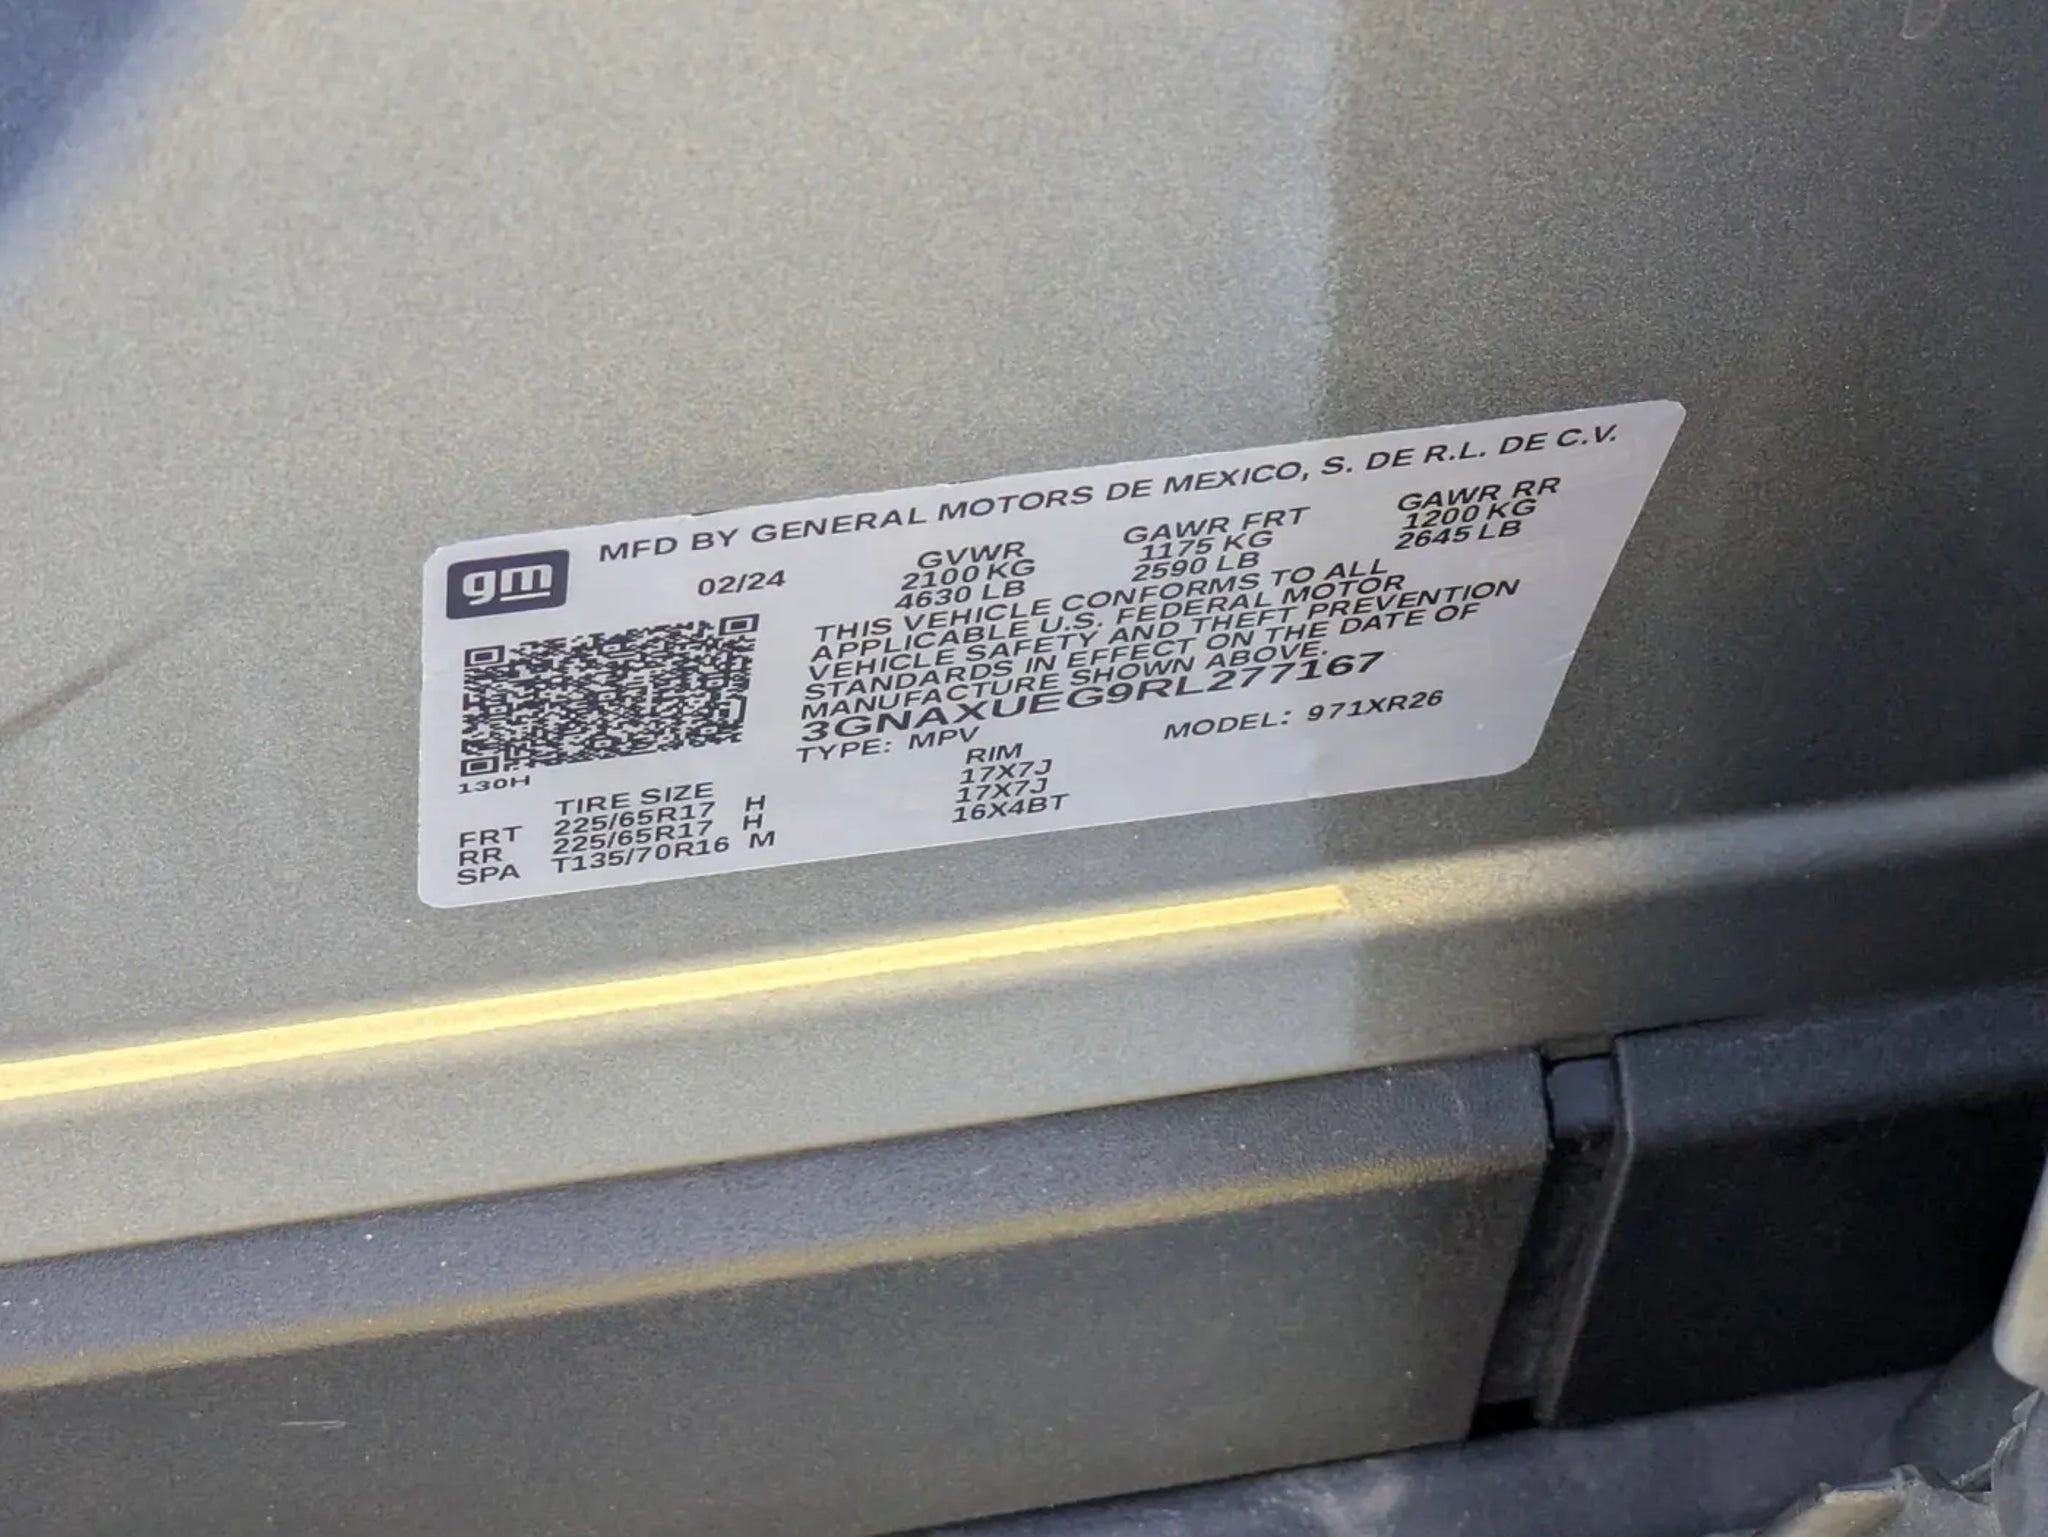 gm
MFD BY GENERAL MOTORS DE MEXICO, S. DE R.L. DE C.V.
02/24 GVWR GAWR FRT GAWR RR
2100 KG 1175 KG 1200 KG
4630 LB 2590 LB 2645 LB
THIS VEHICLE CONFORMS TO ALL
APPLICABLE U.S. FEDERAL MOTOR
VEHICLE SAFETY AND THEFT PREVENTION
STANDARDS IN EFFECT ON THE DATE OF
MANUFACTURE SHOWN ABOVE.
3GNAXUEG9RL277167
TYPE: MPV MODEL: 971XR26
130H
TIRE SIZE RIM
FRT 225/65R17 H 17X7J
RR 225/65R17 H 17X7J
SPA T135/70R16 M 16X4BT